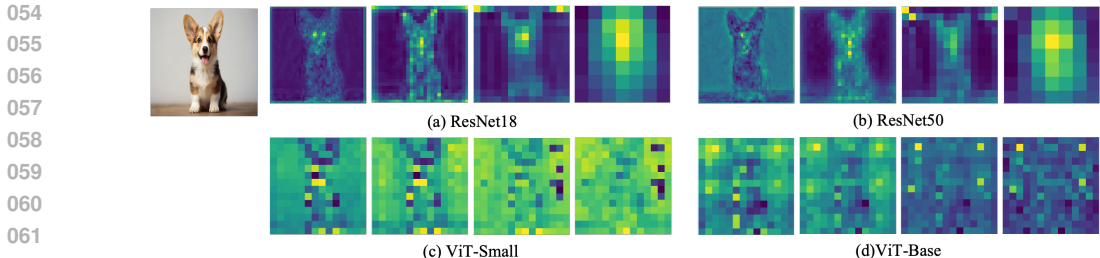 054
055
056
057
(a) ResNet18
(b) ResNet50
058
059
060
061
(c) ViT-Small
(d)ViT-Base